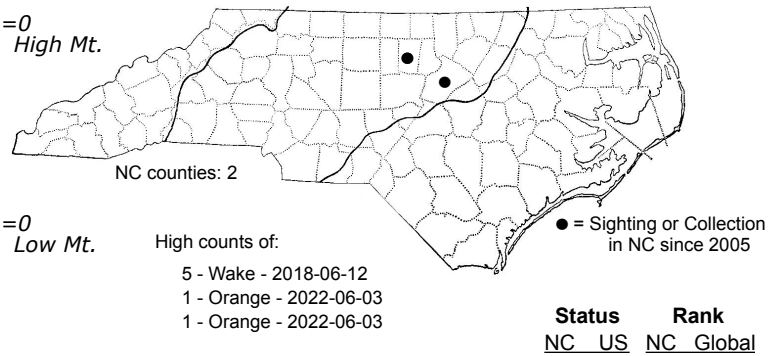 =0
High Mt.
NC counties: 2
=0
Low Mt.
High counts of:
5 - Wake - 2018-06-12
1 - Orange - 2022-06-03
1 - Orange - 2022-06-03
● = Sighting or Collection
in NC since 2005
Status Rank
NC US NC Global